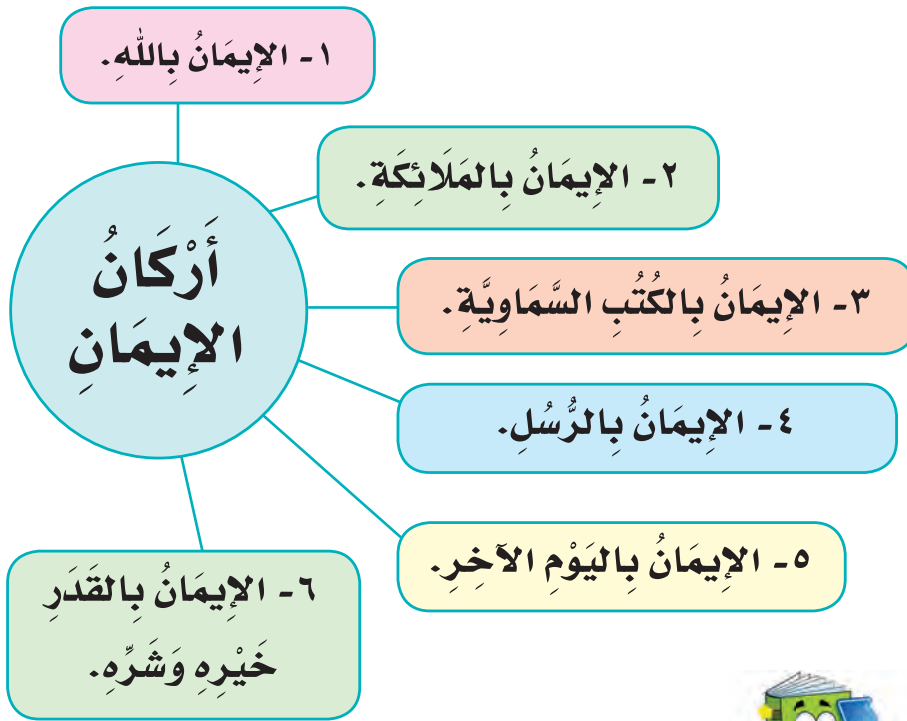 أَرْكَانُ
الإِيمَانِ
١- الإِيمَانُ بِاللهِ.
٢- الإِيمَانُ بِالمَلَائِكَةِ.
٣- الإِيمَانُ بِالكُتُبِ السَّمَاوِيَّةِ.
٤- الإِيمَانُ بِالرُّسُلِ.
٥- الإِيمَانُ بِاليَوْمِ الآخِرِ.
٦- الإِيمَانُ بِالقَدَرِ
خَيْرِهِ وَشَرِّهِ.